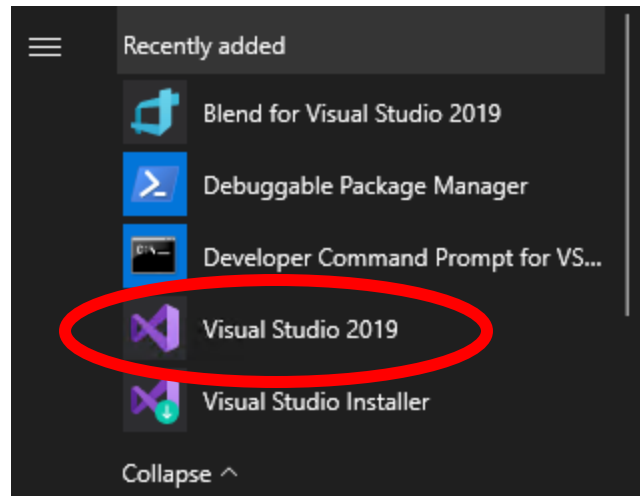 Recently added
Blend for Visual Studio 2019
Debuggable Package Manager
Developer Command Prompt for VS...
Visual Studio 2019
Visual Studio Installer
Collapse